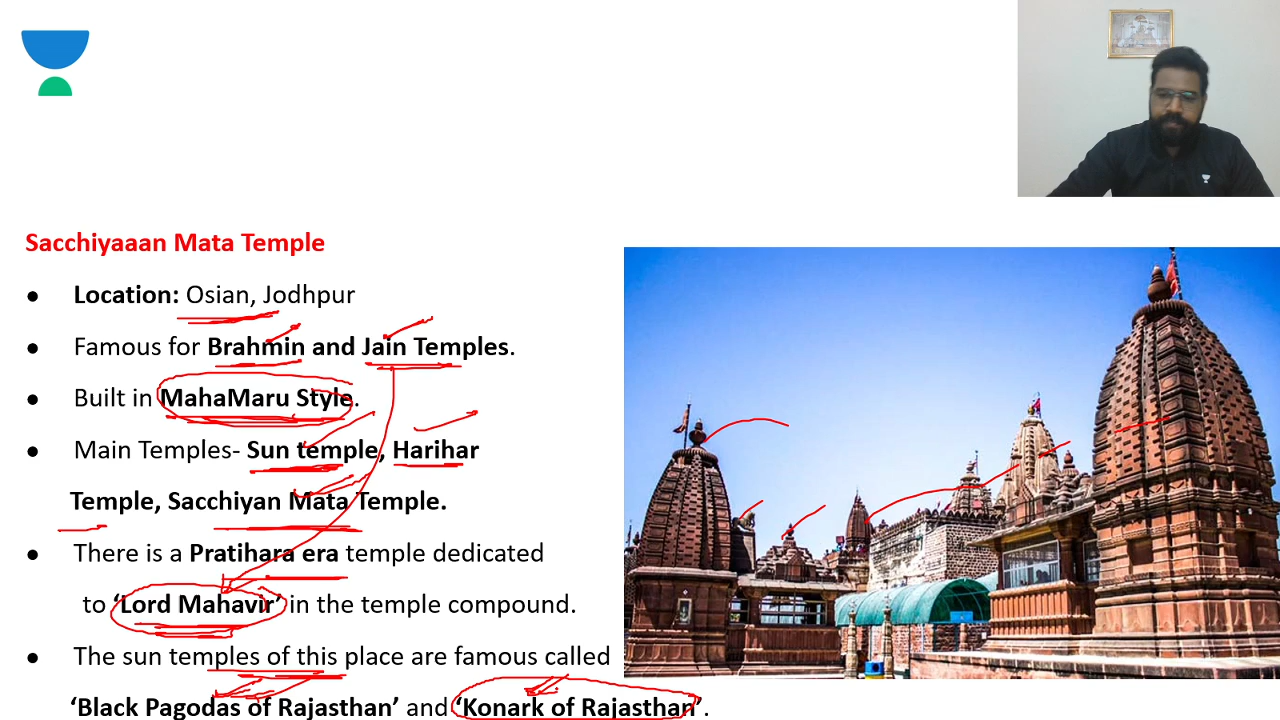 Sacchiyaaan Mata Temple
● Location: Osian, Jodhpur
● Famous for Brahmin and Jain Temples.
● Built in MahaMaru Style.
● Main Temples- Sun temple, Harihar
Temple, Sacchiyan Mata Temple.
● There is a Pratihara era temple dedicated
to ‘Lord Mahavir’ in the temple compound.
● The sun temples of this place are famous called
‘Black Pagodas of Rajasthan’ and ‘Konark of Rajasthan’.